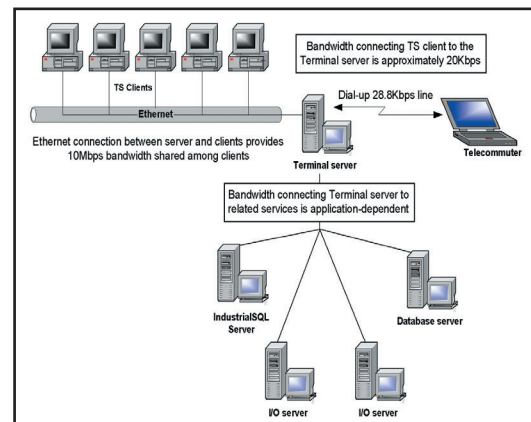 Bandwidth connecting TS client to the
Terminal server is approximately 20Kbps
TS Clients
Ethernet
Dial-up 28.8Kbps line
Ethernet connection between server and clients provides
10Mbps bandwidth shared among clients
Terminal server
Telecommuter
Bandwidth connecting Terminal server to
related services is application-dependent
IndustrialSQL
Server
Database server
I/O server
I/O server